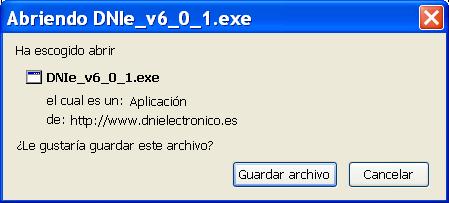 Abriendo DNIe_v6_0_1.exe
Ha escogido abrir
DNIe_v6_0_1.exe
el cual es un: Aplicación
de: http://www.dnielectronico.es
¿Le gustaría guardar este archivo?
Guardar archivo Cancelar